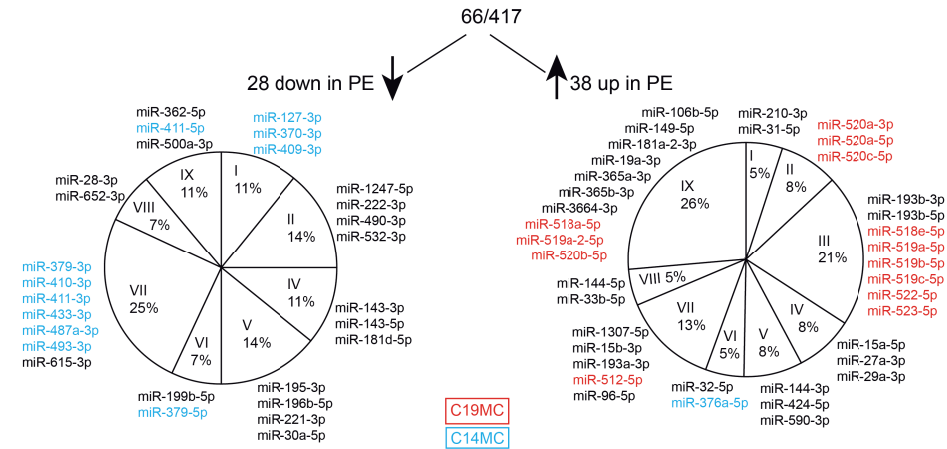 66/417
28 down in PE
38 up in PE
miR-362-5p
miR-411-5p
miR-500a-3p
miR-127-3p
miR-370-3p
miR-409-3p
miR-28-3p
miR-652-3p
miR-1247-5p
miR-222-3p
miR-490-3p
miR-532-3p
miR-379-3p
miR-410-3p
miR-411-3p
miR-433-3p
miR-487a-3p
miR-493-3p
miR-615-3p
miR-143-3p
miR-143-5p
miR-181d-5p
miR-199b-5p
miR-379-5p
miR-195-3p
miR-196b-5p
miR-221-3p
miR-30a-5p
I
11%
II
14%
IV
11%
V
14%
VI
7%
VII
25%
VIII
7%
IX
11%
miR-106b-5p
miR-149-5p
miR-181a-2-3p
miR-19a-3p
miR-365a-3p
miR-365b-3p
miR-3664-3p
miR-518a-5p
miR-519a-2-5p
miR-520b-5p
miR-210-3p
miR-31-5p
miR-520a-3p
miR-520a-5p
miR-520c-5p
miR-193b-3p
miR-193b-5p
miR-518e-5p
miR-519a-5p
miR-519b-5p
miR-519c-5p
miR-522-5p
miR-523-5p
miR-144-5p
miR-33b-5p
miR-1307-5p
miR-15b-3p
miR-193a-3p
miR-512-5p
miR-96-5p
miR-32-5p
miR-376a-5p
miR-144-3p
miR-424-5p
miR-590-3p
miR-15a-5p
miR-27a-3p
miR-29a-3p
I
5%
II
8%
III
21%
IV
8%
V
8%
VI
5%
VII
13%
VIII 5%
IX
26%
C19MC
C14MC